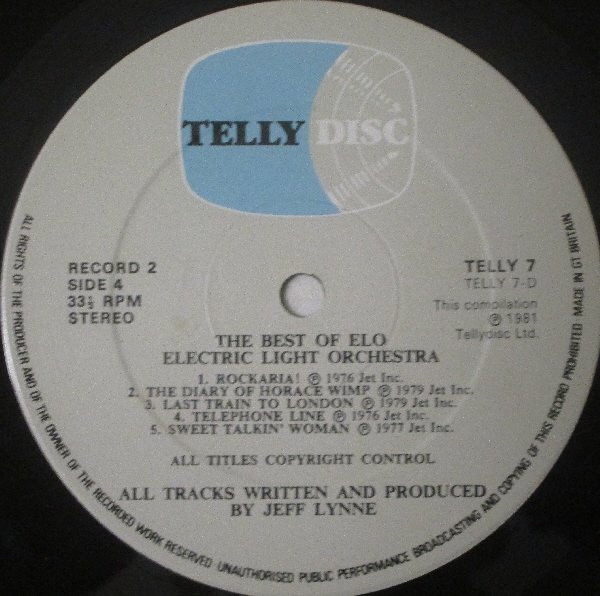 TELLY DISC
RECORD 2
SIDE 4
33⅓ RPM
STEREO
TELLY 7
TELLY 7-D
This compilation
℗ 1981
Tellydisc Ltd.
THE BEST OF ELO
ELECTRIC LIGHT ORCHESTRA
1. ROCKARIA! ℗ 1976 Jet Inc.
2. THE DIARY OF HORACE WIMP ℗ 1979 Jet Inc.
3. LAST TRAIN TO LONDON ℗ 1979 Jet Inc.
4. TELEPHONE LINE ℗ 1976 Jet Inc.
5. SWEET TALKIN' WOMAN ℗ 1977 Jet Inc.
ALL TITLES COPYRIGHT CONTROL
ALL TRACKS WRITTEN AND PRODUCED
BY JEFF LYNNE
ALL RIGHTS OF THE PRODUCER AND OF THE OWNER OF THE RECORDED WORK RESERVED UNAUTHORISED PUBLIC PERFORMANCE BROADCASTING AND COPYING OF THIS RECORD PROHIBITED MADE IN GT BRITAIN